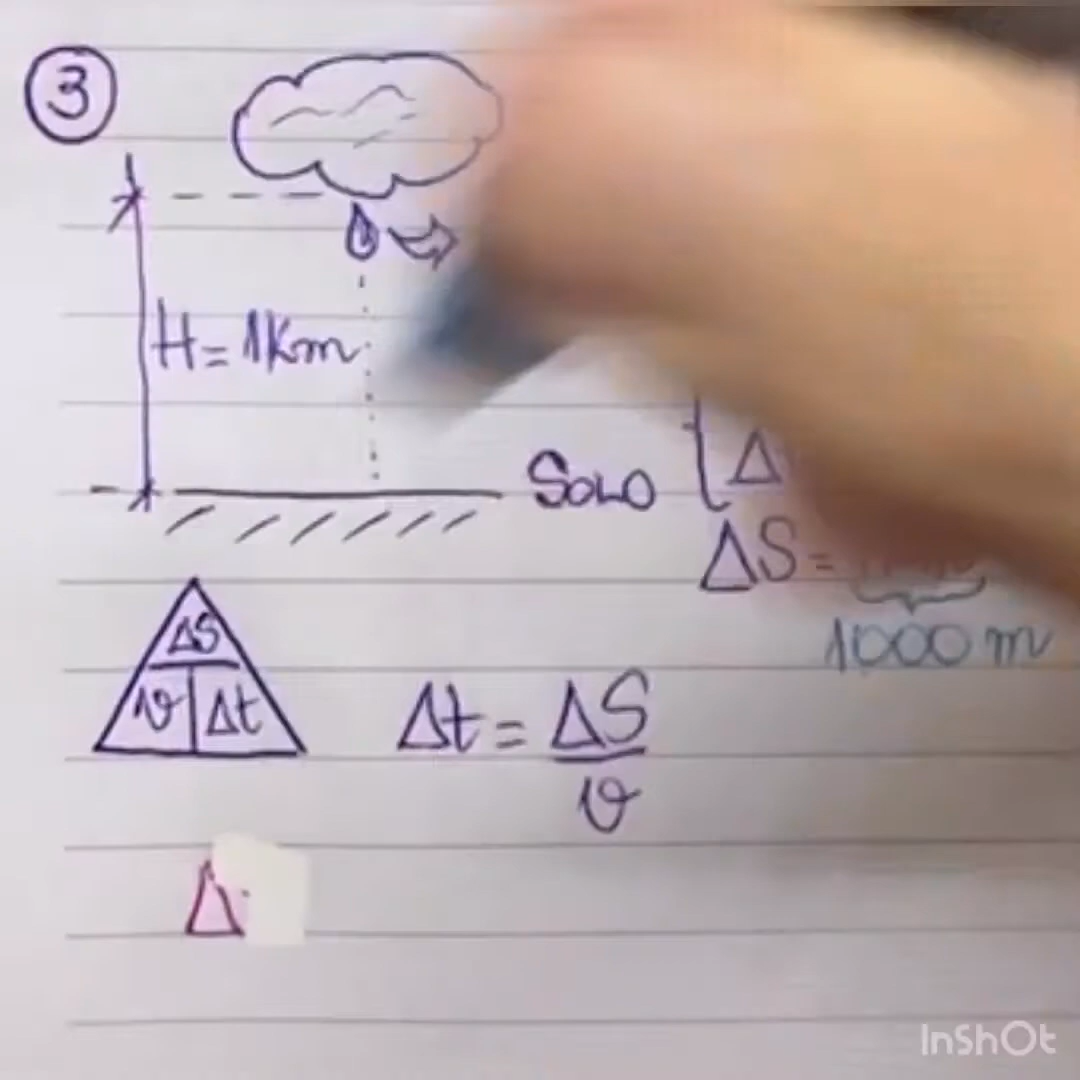 3
H = 1Km
SOLO
Δ
ΔS =
1000 m
ΔS
v Δt
Δt = ΔS
v
Δ
InShOt